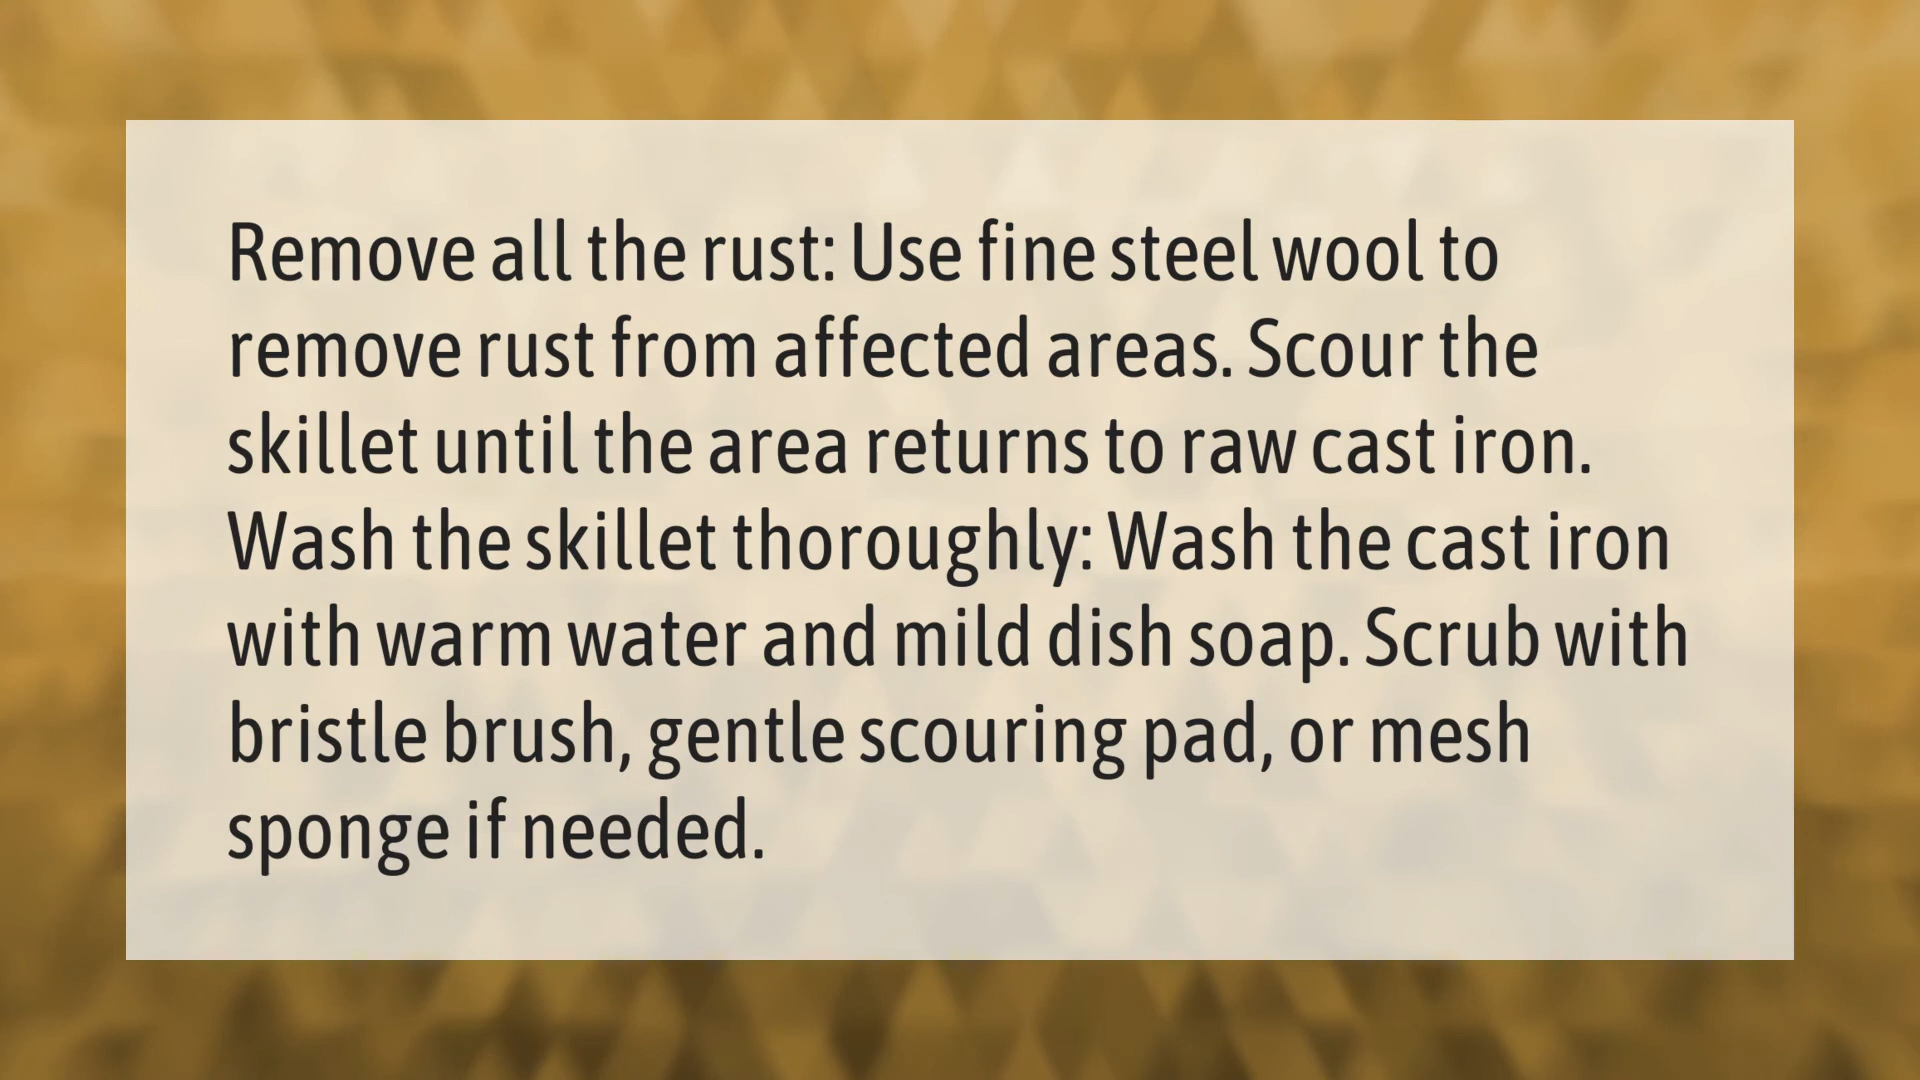 Remove all the rust: Use fine steel wool to
remove rust from affected areas. Scour the
skillet until the area returns to raw cast iron.
Wash the skillet thoroughly: Wash the cast iron
with warm water and mild dish soap. Scrub with
bristle brush, gentle scouring pad, or mesh
sponge if needed.